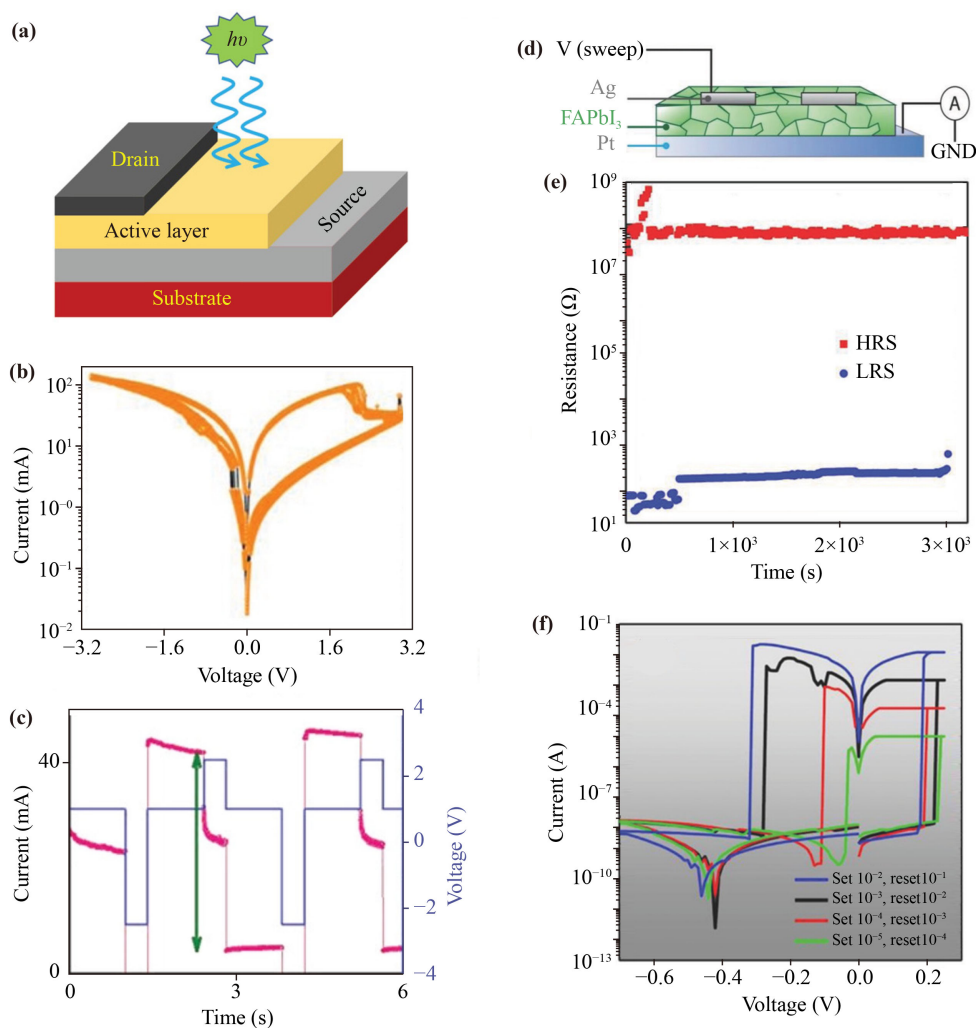 (a)
hν
Drain
Active layer
Source
Substrate
(b)
10²
10¹
10⁻⁰
10⁻¹
10⁻²
Current (mA)
−3.2
−1.6
0.0
1.6
3.2
Voltage (V)
(c)
40
0
Current (mA)
4
2
0
−2
−4
Voltage (V)
0
3
6
Time (s)
(d)
V (sweep)
Ag
FAPbI₃
Pt
A
GND
(e)
10⁹
10⁷
10⁵
10³
10¹
Resistance (Ω)
HRS
LRS
0
1×10³
2×10³
3×10³
Time (s)
(f)
10⁻¹
10⁻⁴
10⁻⁸
10⁻¹⁰
10⁻¹³
Current (A)
Set 10⁻², reset10⁻¹
Set 10⁻³, reset10⁻²
Set 10⁻⁴, reset10⁻³
Set 10⁻⁵, reset10⁻⁴
−0.6
−0.4
−0.2
0.0
0.2
Voltage (V)